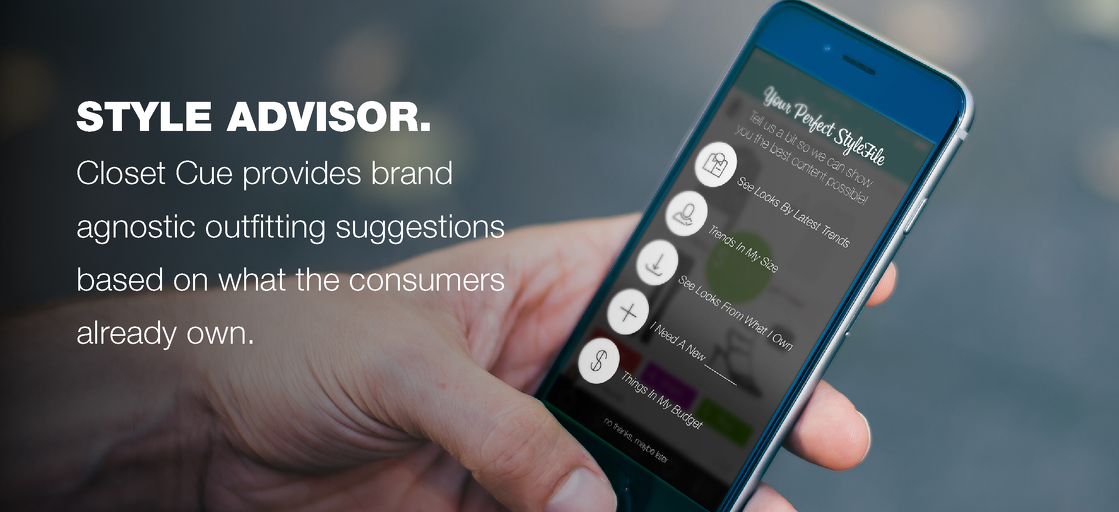 STYLE ADVISOR.
Closet Cue provides brand
agnostic outfitting suggestions
based on what the consumers
already own.
Your Perfect StyleFile
Tell us a bit so we can show
you the best content possible!
See Looks By Latest Trends
Trends In My Size
See Looks From What I Own
I Need A New ______
Things In My Budget
no thanks, maybe later